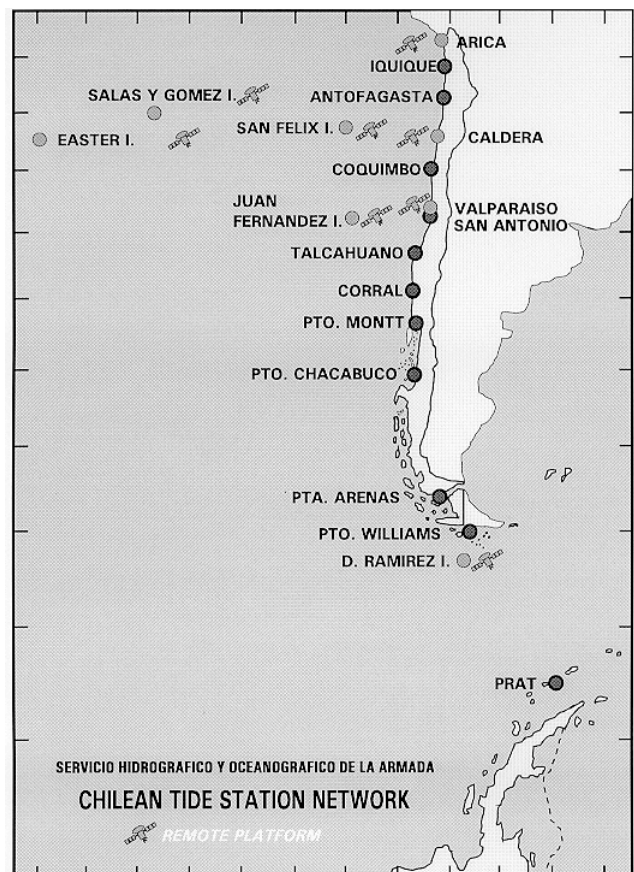 ARICA
IQUIQUE
SALAS Y GOMEZ I.
ANTOFAGASTA
EASTER I.
SAN FELIX I.
CALDERA
COQUIMBO
JUAN
FERNANDEZ I.
VALPARAISO
SAN ANTONIO
TALCAHUANO
CORRAL
PTO. MONTT
PTO. CHACABUCO
PTA. ARENAS
PTO. WILLIAMS
D. RAMIREZ I.
PRAT
SERVICIO HIDROGRAFICO Y OCEANOGRAFICO DE LA ARMADA
CHILEAN TIDE STATION NETWORK
REMOTE PLATFORM